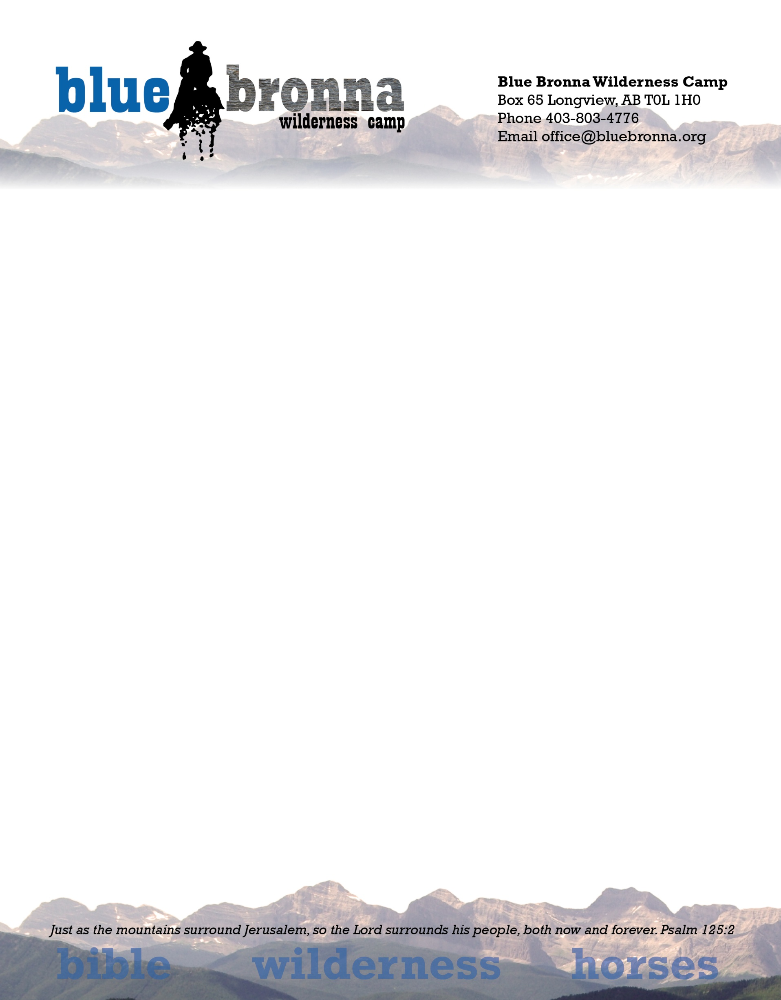 blue bronna
wilderness camp
Blue Bronna Wilderness Camp
Box 65 Longview, AB T0L 1H0
Phone 403-803-4776
Email office@bluebronna.org
Just as the mountains surround Jerusalem, so the Lord surrounds his people, both now and forever. Psalm 125:2
bible wilderness horses